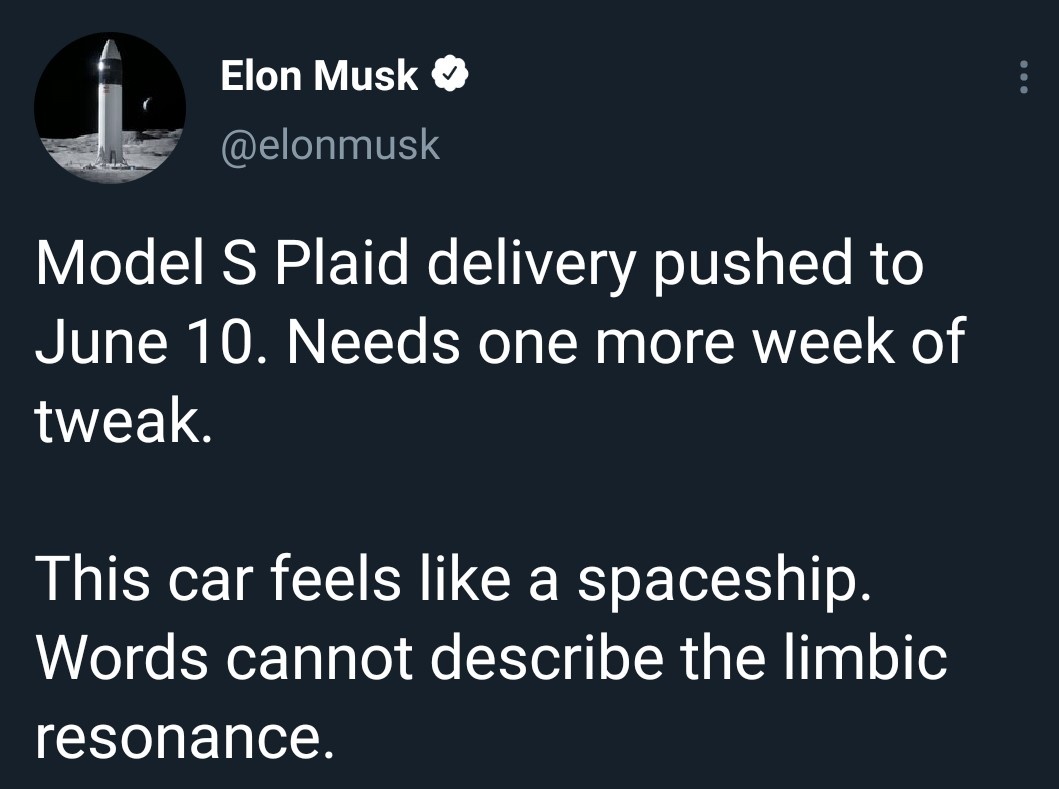 Elon Musk
@elonmusk
Model S Plaid delivery pushed to
June 10. Needs one more week of
tweak.
This car feels like a spaceship.
Words cannot describe the limbic
resonance.